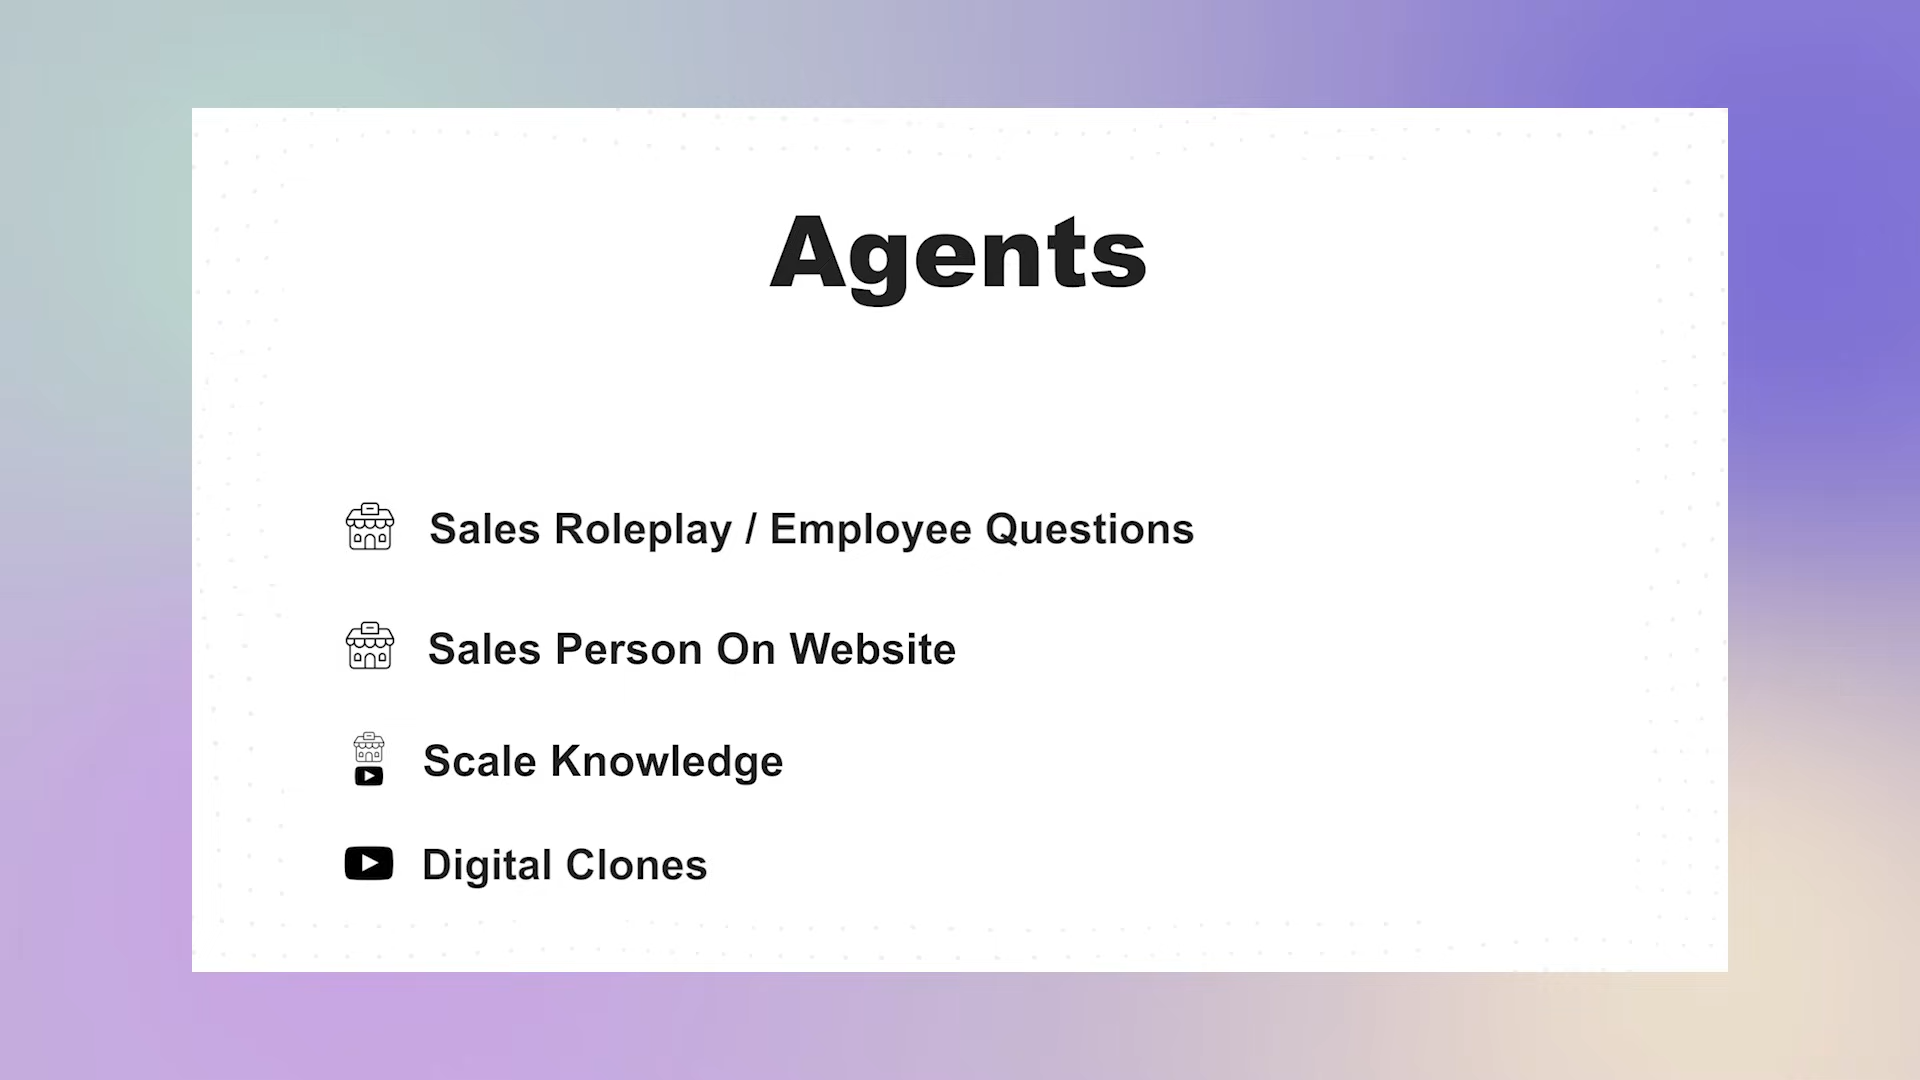 Agents
Sales Roleplay / Employee Questions
Sales Person On Website
Scale Knowledge
Digital Clones